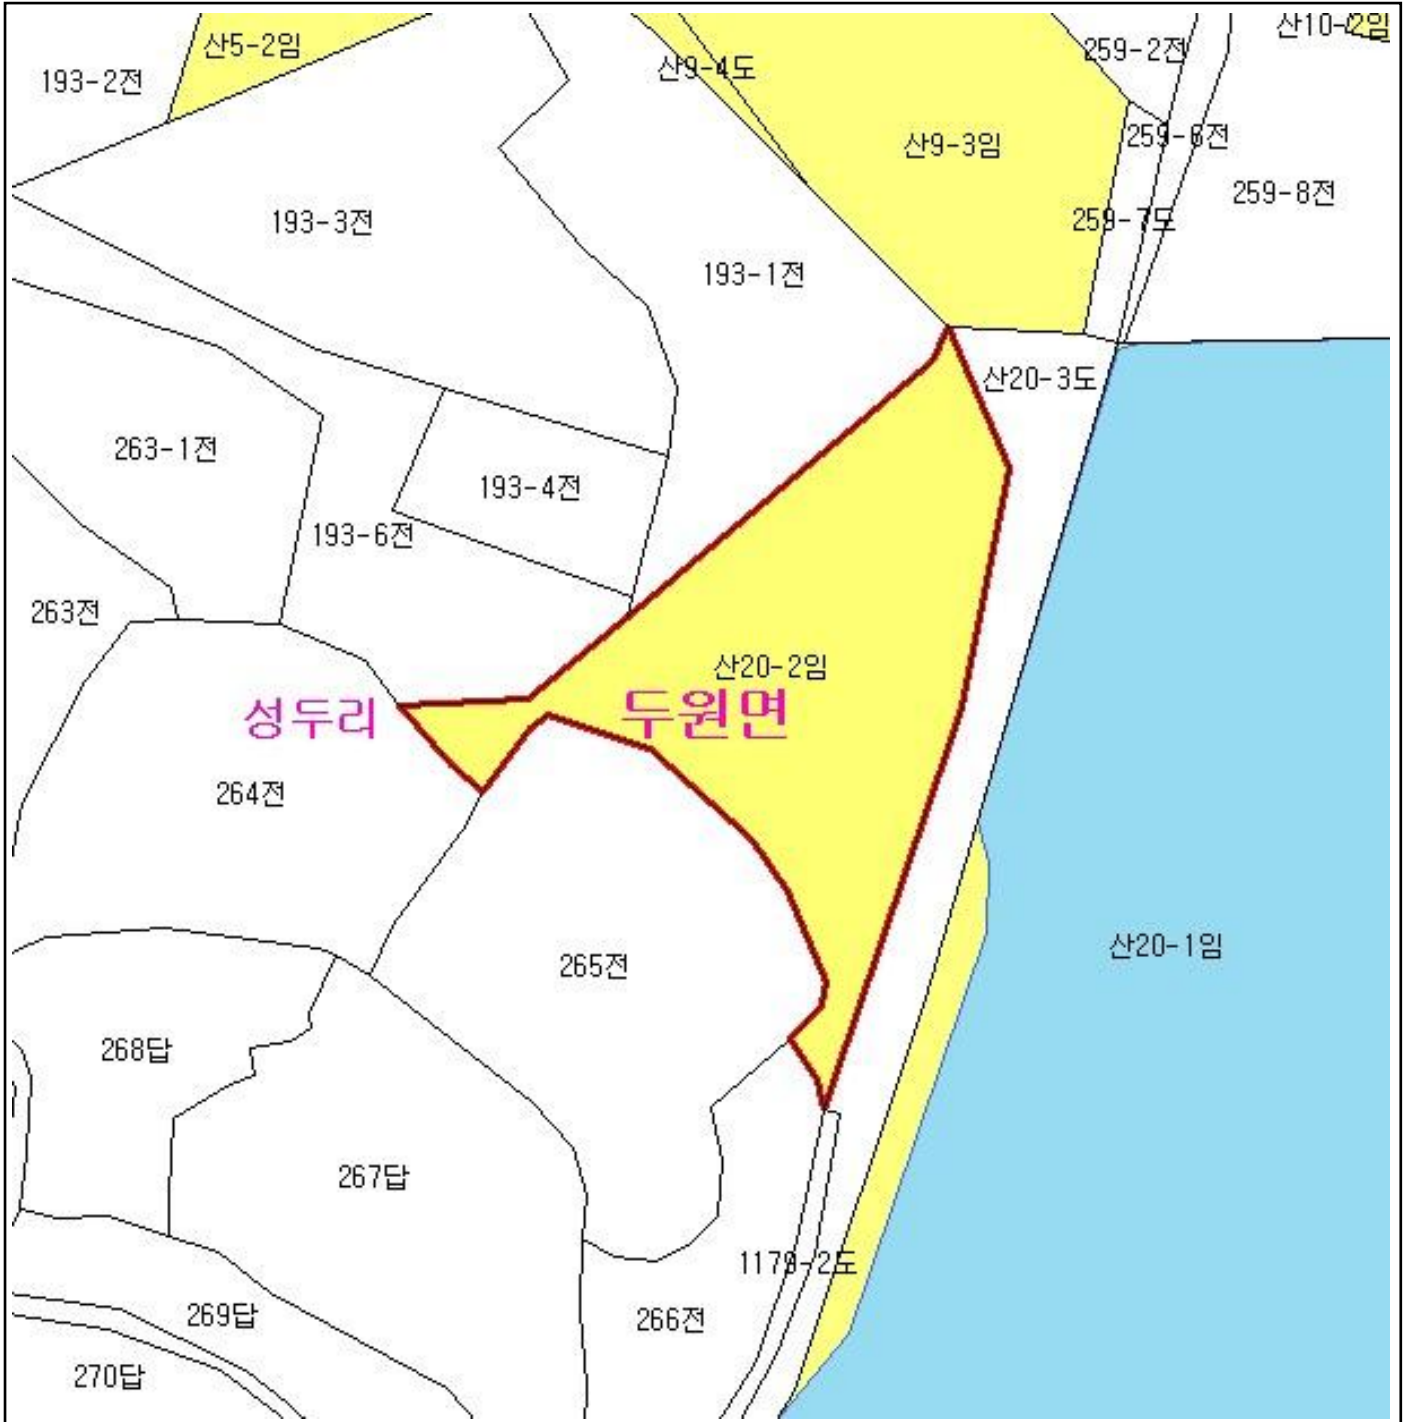 산10-2임
산5-2임
259-2전
산9-4도
193-2전
259-6전
산9-3임
259-8전
193-3전
259-7도
193-1전
산20-3도
263-1전
193-4전
193-6전
263전
산20-2임
성두리
두원면
264전
산20-1임
265전
268답
267답
1179-2도
269답
266전
270답